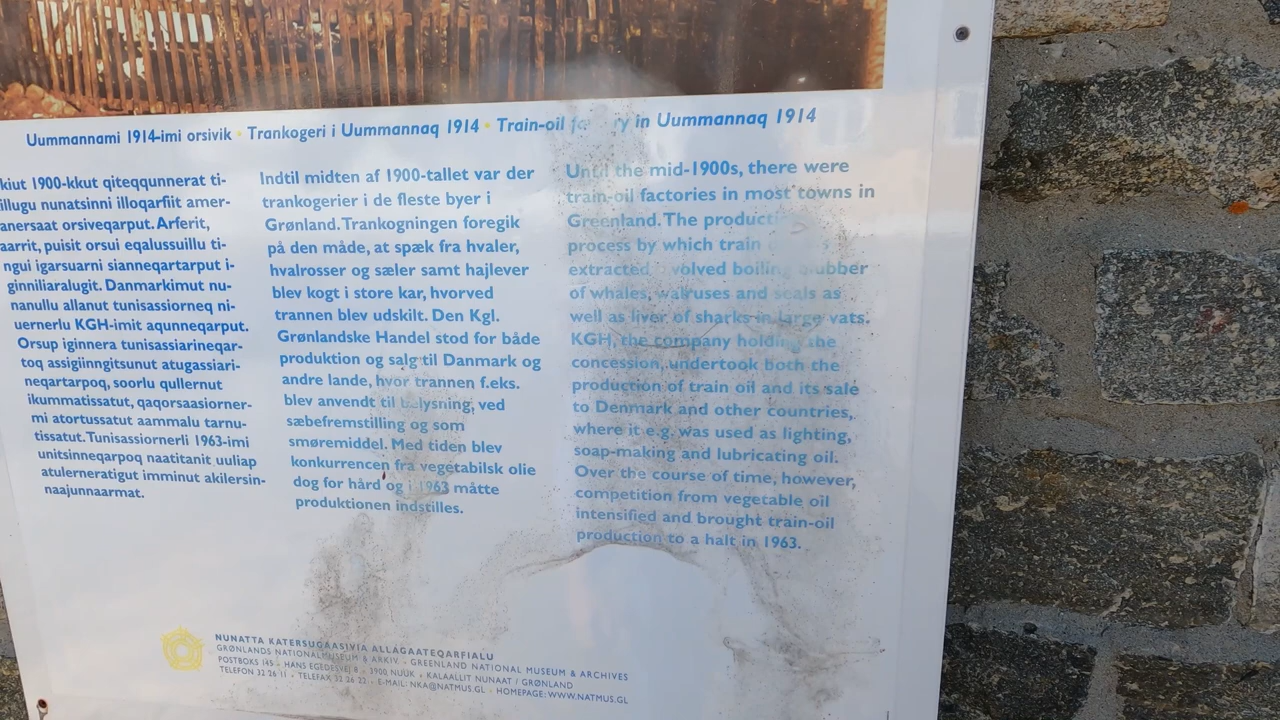 Uummannami 1914-imi orsivik • Trankogeri i Uummannaq 1914 • Train-oil in Uummannaq 1914
kiut 1900-kkut qiteqqunnerat ti-
illugu nunatsinni illoqarfiit amer-
anersaat orsiveqarput. Arferit,
aarrit, puisit orsui eqalussuillu ti-
ngui igarsuarni sianneqartarput i-
ginniliaralugit. Danmarkimut nu-
nanullu allanut tunisassiorneq ni-
uernerlu KGH-imit aqunneqarput.
Orsup iginnera tunisassiarineqar-
toq assigiinngitsunut atugassiari-
neqartarpoq, soorlu qullernut
ikummatissatut, qaqorsaasiorner-
mi atortussatut aammalu tarnu-
tissatut. Tunisassiornerli 1963-imi
unitsinneqarpoq naatitanit uuliap
atulerneratigut imminut akilersin-
naajunnaarmat.
Indtil midten af 1900-tallet var der
trankogerier i de fleste byer i
Grønland. Trankogningen foregik
på den måde, at spæk fra hvaler,
hvalrosser og sæler samt hajlever
blev kogt i store kar, hvorved
trannen blev udskilt. Den Kgl.
Grønlandske Handel stod for både
produktion og salg til Danmark og
andre lande, hvor trannen f.eks.
blev anvendt til belysning, ved
sæbefremstilling og som
smøremiddel. Med tiden blev
konkurrencen fra vegetabilsk olie
dog for hård og i 1963 måtte
produktionen indstilles.
Until the mid-1900s, there were
train-oil factories in most towns in
Greenland. The
process by which train
extracted, volved boiling blubber
of whales, walruses and seals as
well as liver of sharks in large vats.
KGH, the company holding the
concession, undertook both the
production of train oil and its sale
to Denmark and other countries,
where it e.g. was used as lighting,
soap-making and lubricating oil.
Over the course of time, however,
competition from vegetable oil
intensified and brought train-oil
production to a halt in 1963.
NUNATTA KATERSUGAASIVIA ALLAGAATEQARFIALU
GRØNLANDS NATIONALMUSEUM & ARKIV • GREENLAND NATIONAL MUSEUM & ARCHIVES
POSTBOKS 145 • HANS EGEDESVEJ 8 • 3900 NUUK • KALAALLIT NUNAAT / GRØNLAND
TELEFON 32 26 11 • TELEFAX 32 26 22 • E-MAIL: NKA@NATMUS.GL • HOMEPAGE: WWW.NATMUS.GL